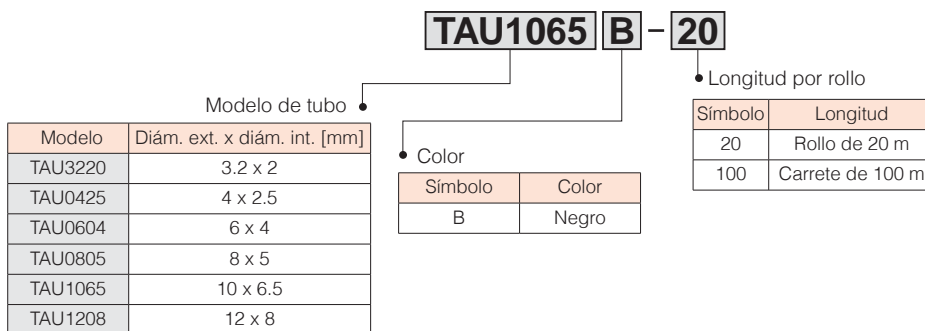 TAU1065 B - 20
Longitud por rollo
Símbolo Longitud
20 Rollo de 20 m
100 Carrete de 100 m
Modelo de tubo
Modelo Diám. ext. x diám. int. [mm]
TAU3220 3.2 x 2
TAU0425 4 x 2.5
TAU0604 6 x 4
TAU0805 8 x 5
TAU1065 10 x 6.5
TAU1208 12 x 8
Color
Símbolo Color
B Negro